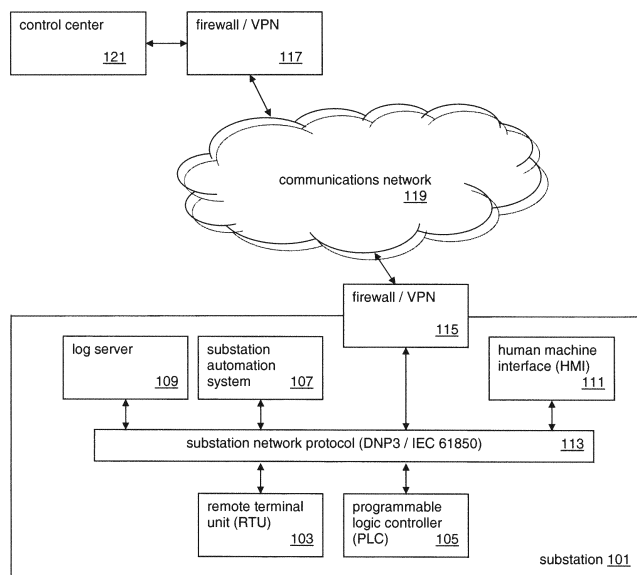 control center
121
firewall / VPN
117
communications network
119
firewall / VPN
115
log server
109
substation
automation
system
107
human machine
interface (HMI)
111
substation network protocol (DNP3 / IEC 61850)
113
remote terminal
unit (RTU)
103
programmable
logic controller
(PLC)
105
substation 101